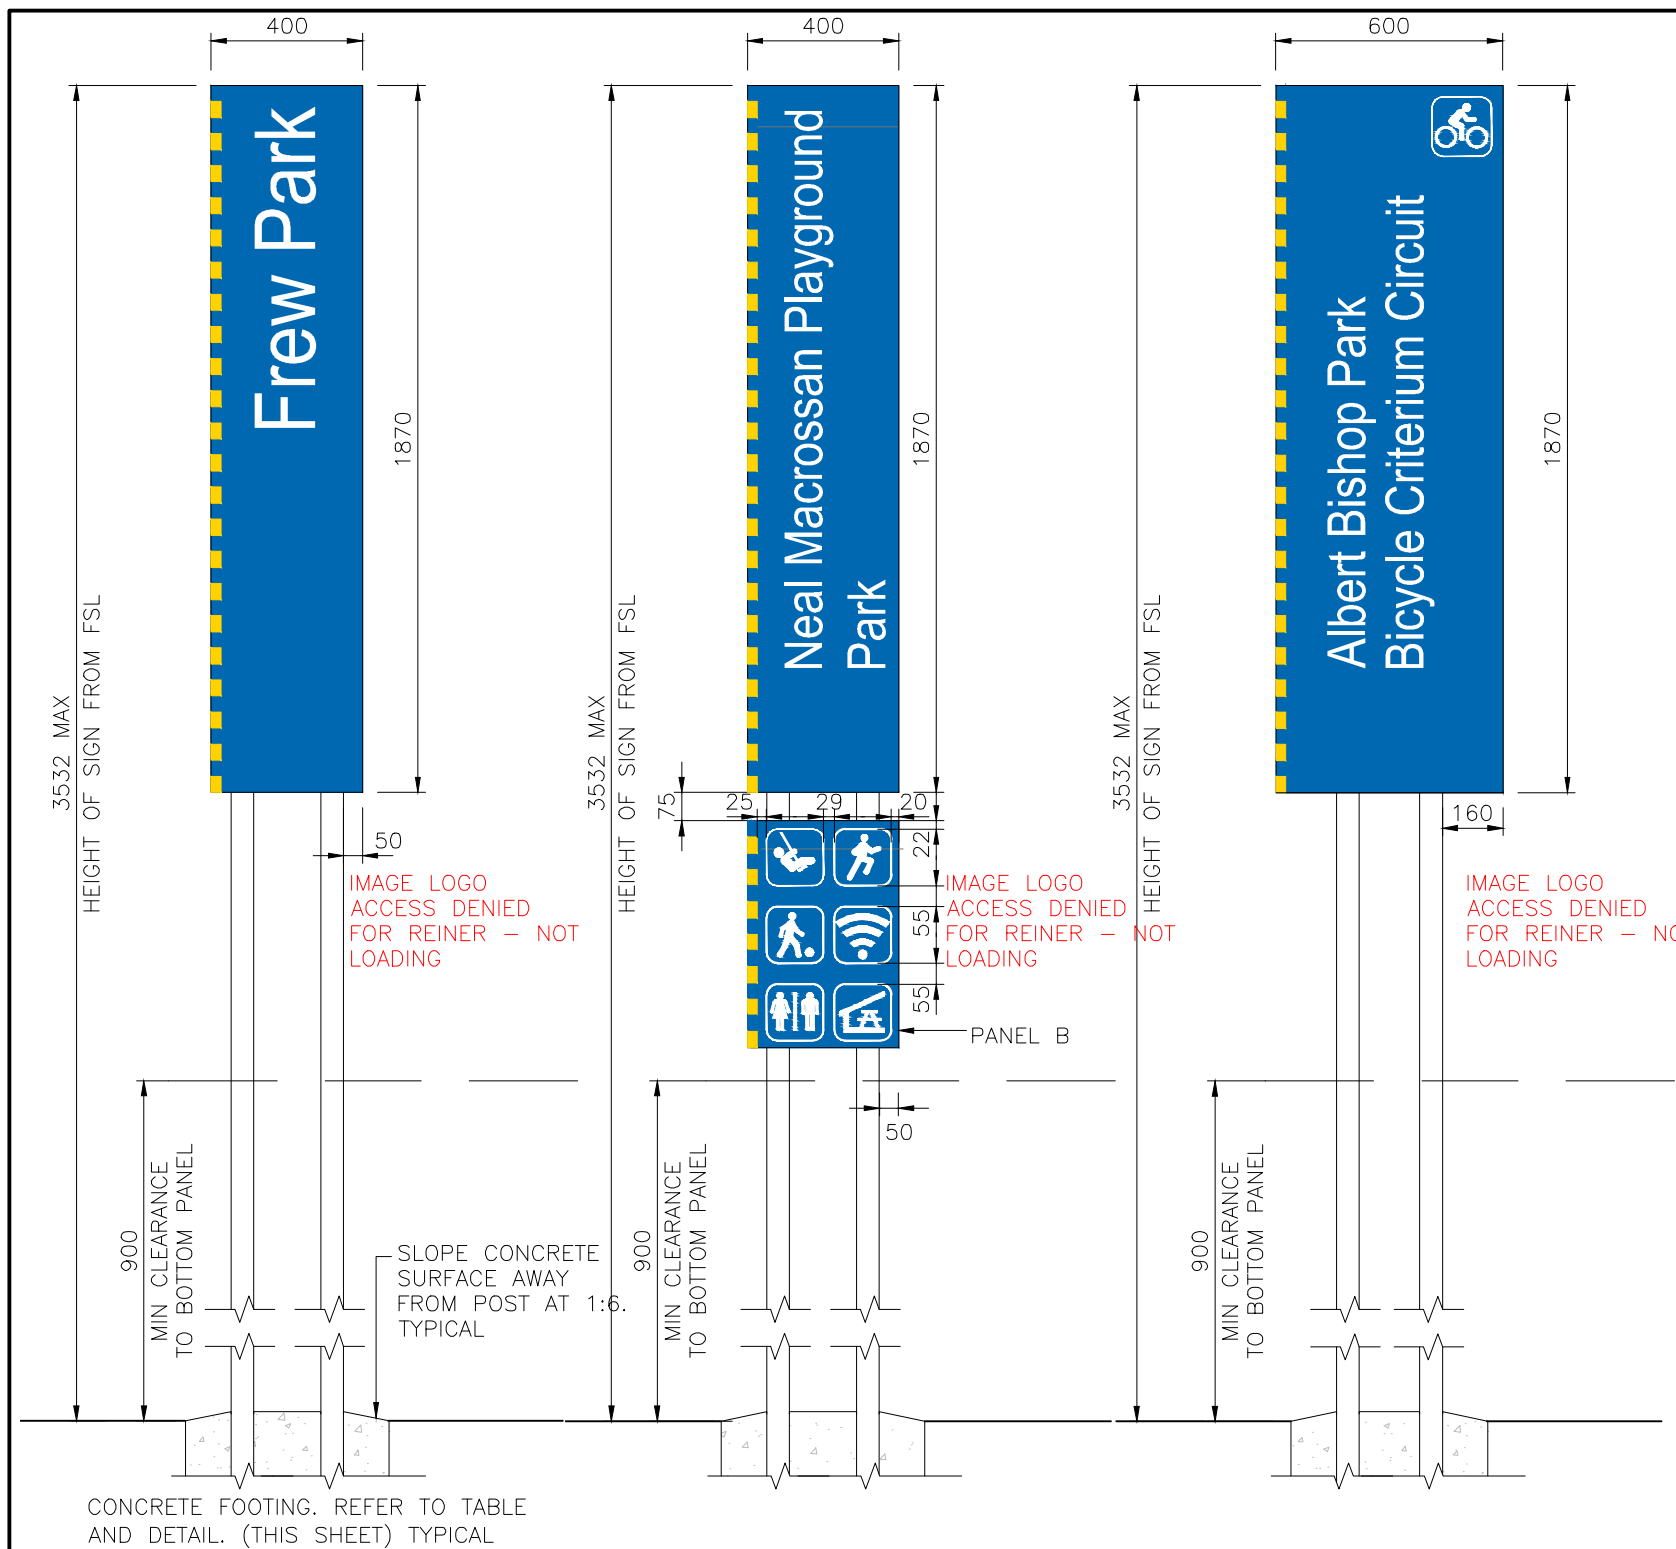 400
400
600
Frew Park
1870
3532 MAX
HEIGHT OF SIGN FROM FSL
50
IMAGE LOGO
ACCESS DENIED
FOR REINER – NOT
LOADING
900
MIN CLEARANCE
TO BOTTOM PANEL
SLOPE CONCRETE
SURFACE AWAY
FROM POST AT 1:6.
TYPICAL
CONCRETE FOOTING. REFER TO TABLE
AND DETAIL. (THIS SHEET) TYPICAL
Neal Macrossan Playground
Park
1870
3532 MAX
HEIGHT OF SIGN FROM FSL
75
25
29
20
22
55
55
IMAGE LOGO
ACCESS DENIED
FOR REINER – NOT
LOADING
PANEL B
50
900
MIN CLEARANCE
TO BOTTOM PANEL
Albert Bishop Park
Bicycle Criterium Circuit
1870
3532 MAX
HEIGHT OF SIGN FROM FSL
160
IMAGE LOGO
ACCESS DENIED
FOR REINER –
LOADING
900
MIN CLEARANCE
TO BOTTOM PANEL